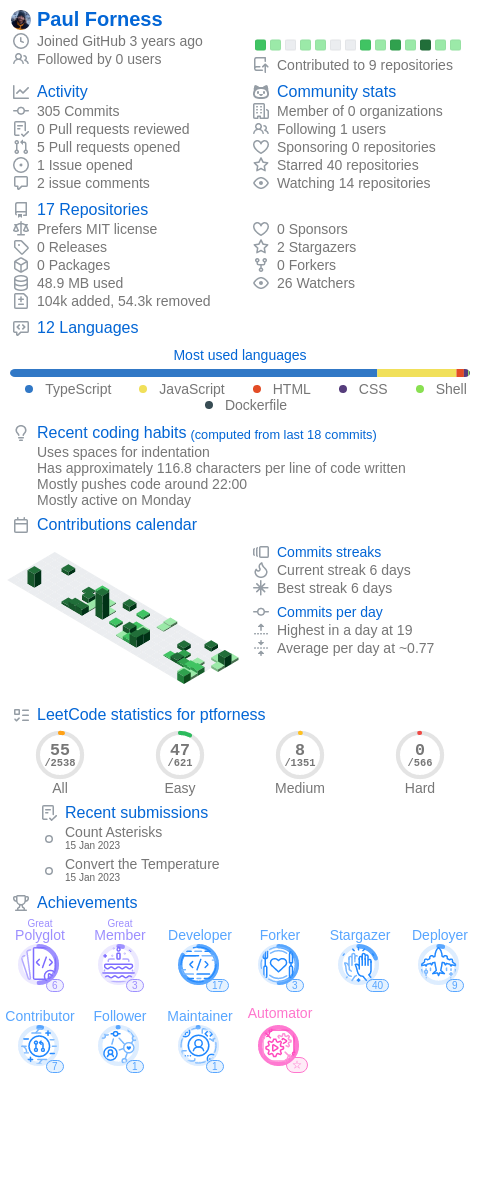 Paul Forness
Joined GitHub 3 years ago
Followed by 0 users
Contributed to 9 repositories
Activity
305 Commits
0 Pull requests reviewed
5 Pull requests opened
1 Issue opened
2 issue comments
Community stats
Member of 0 organizations
Following 1 users
Sponsoring 0 repositories
Starred 40 repositories
Watching 14 repositories
17 Repositories
Prefers MIT license
0 Releases
0 Packages
48.9 MB used
104k added, 54.3k removed
0 Sponsors
2 Stargazers
0 Forkers
26 Watchers
12 Languages
Most used languages
TypeScript JavaScript HTML CSS Shell
Dockerfile
Recent coding habits (computed from last 18 commits)
Uses spaces for indentation
Has approximately 116.8 characters per line of code written
Mostly pushes code around 22:00
Mostly active on Monday
Contributions calendar
Commits streaks
Current streak 6 days
Best streak 6 days
Commits per day
Highest in a day at 19
Average per day at ~0.77
LeetCode statistics for ptforness
55 47 8 0
/2538 /621 /1351 /566
All Easy Medium Hard
Recent submissions
Count Asterisks
15 Jan 2023
Convert the Temperature
15 Jan 2023
Achievements
Great Great
Polyglot Member Developer Forker Stargazer Deployer
6 3 17 3 40 9
Contributor Follower Maintainer Automator
7 1 1